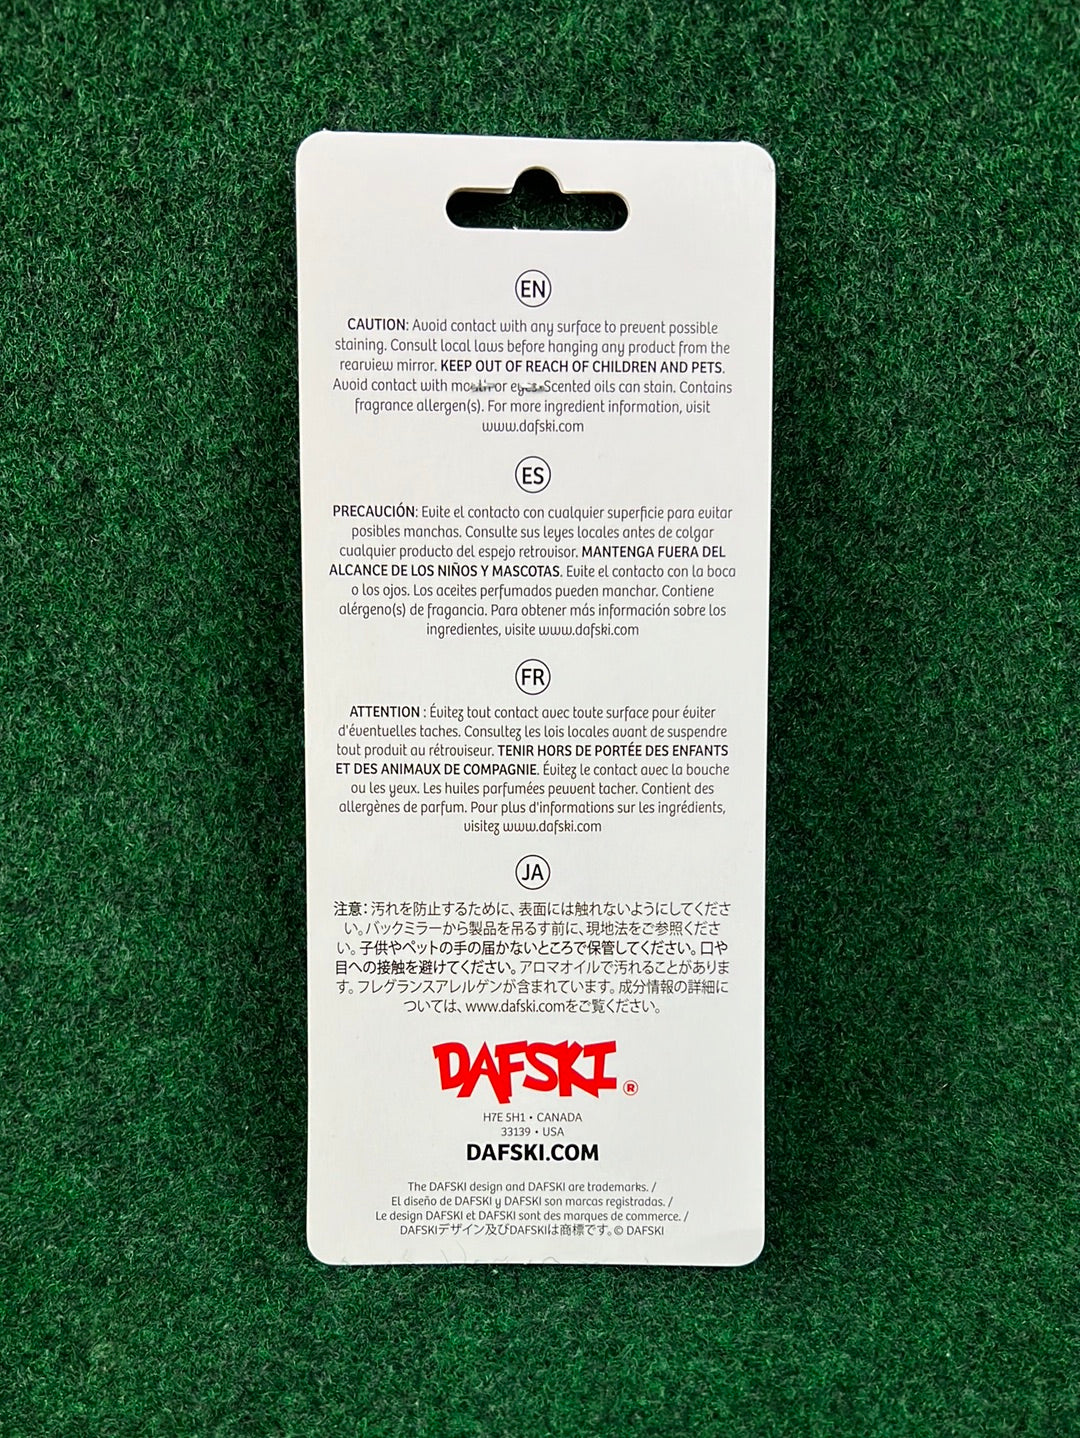 EN
CAUTION: Avoid contact with any surface to prevent possible
staining. Consult local laws before hanging any product from the
rearview mirror. KEEP OUT OF REACH OF CHILDREN AND PETS.
Avoid contact with or Scented oils can stain. Contains
fragrance allergen(s). For more ingredient information, visit
www.dafski.com
ES
PRECAUCIÓN: Evite el contacto con cualquier superficie para evitar
posibles manchas. Consulte sus leyes locales antes de colgar
cualquier producto del espejo retrovisor. MANTENGA FUERA DEL
ALCANCE DE LOS NIÑOS Y MASCOTAS. Evite el contacto con la boca
o los ojos. Los aceites perfumados pueden manchar. Contiene
alérgeno(s) de fragancia. Para obtener más información sobre los
ingredientes, visite www.dafski.com
FR
ATTENTION : Évitez tout contact avec toute surface pour éviter
d'éventuelles taches. Consultez les lois locales avant de suspendre
tout produit au rétroviseur. TENIR HORS DE PORTÉE DES ENFANTS
ET DES ANIMAUX DE COMPAGNIE. Évitez le contact avec la bouche
ou les yeux. Les huiles parfumées peuvent tacher. Contient des
allergènes de parfum. Pour plus d'informations sur les ingrédients,
visitez www.dafski.com
JA
注意：汚れを防止するために、表面には触れないようにしてくださ
い。バックミラーから製品を吊るす前に、現地法をご参照くださ
い。子供やペットの手の届かないところで保管してください。口や
目への接触を避けてください。アロマオイルで汚れることがありま
す。フレグランスアレルゲンが含まれています。成分情報の詳細に
ついては、www.dafski.comをご覧ください。
DAFSKI ®
H7E 5H1 • CANADA
33139 • USA
DAFSKI.COM
The DAFSKI design and DAFSKI are trademarks. /
El diseño de DAFSKI y DAFSKI son marcas registradas. /
Le design DAFSKI et DAFSKI sont des marques de commerce. /
DAFSKIデザイン及びDAFSKIは商標です。© DAFSKI